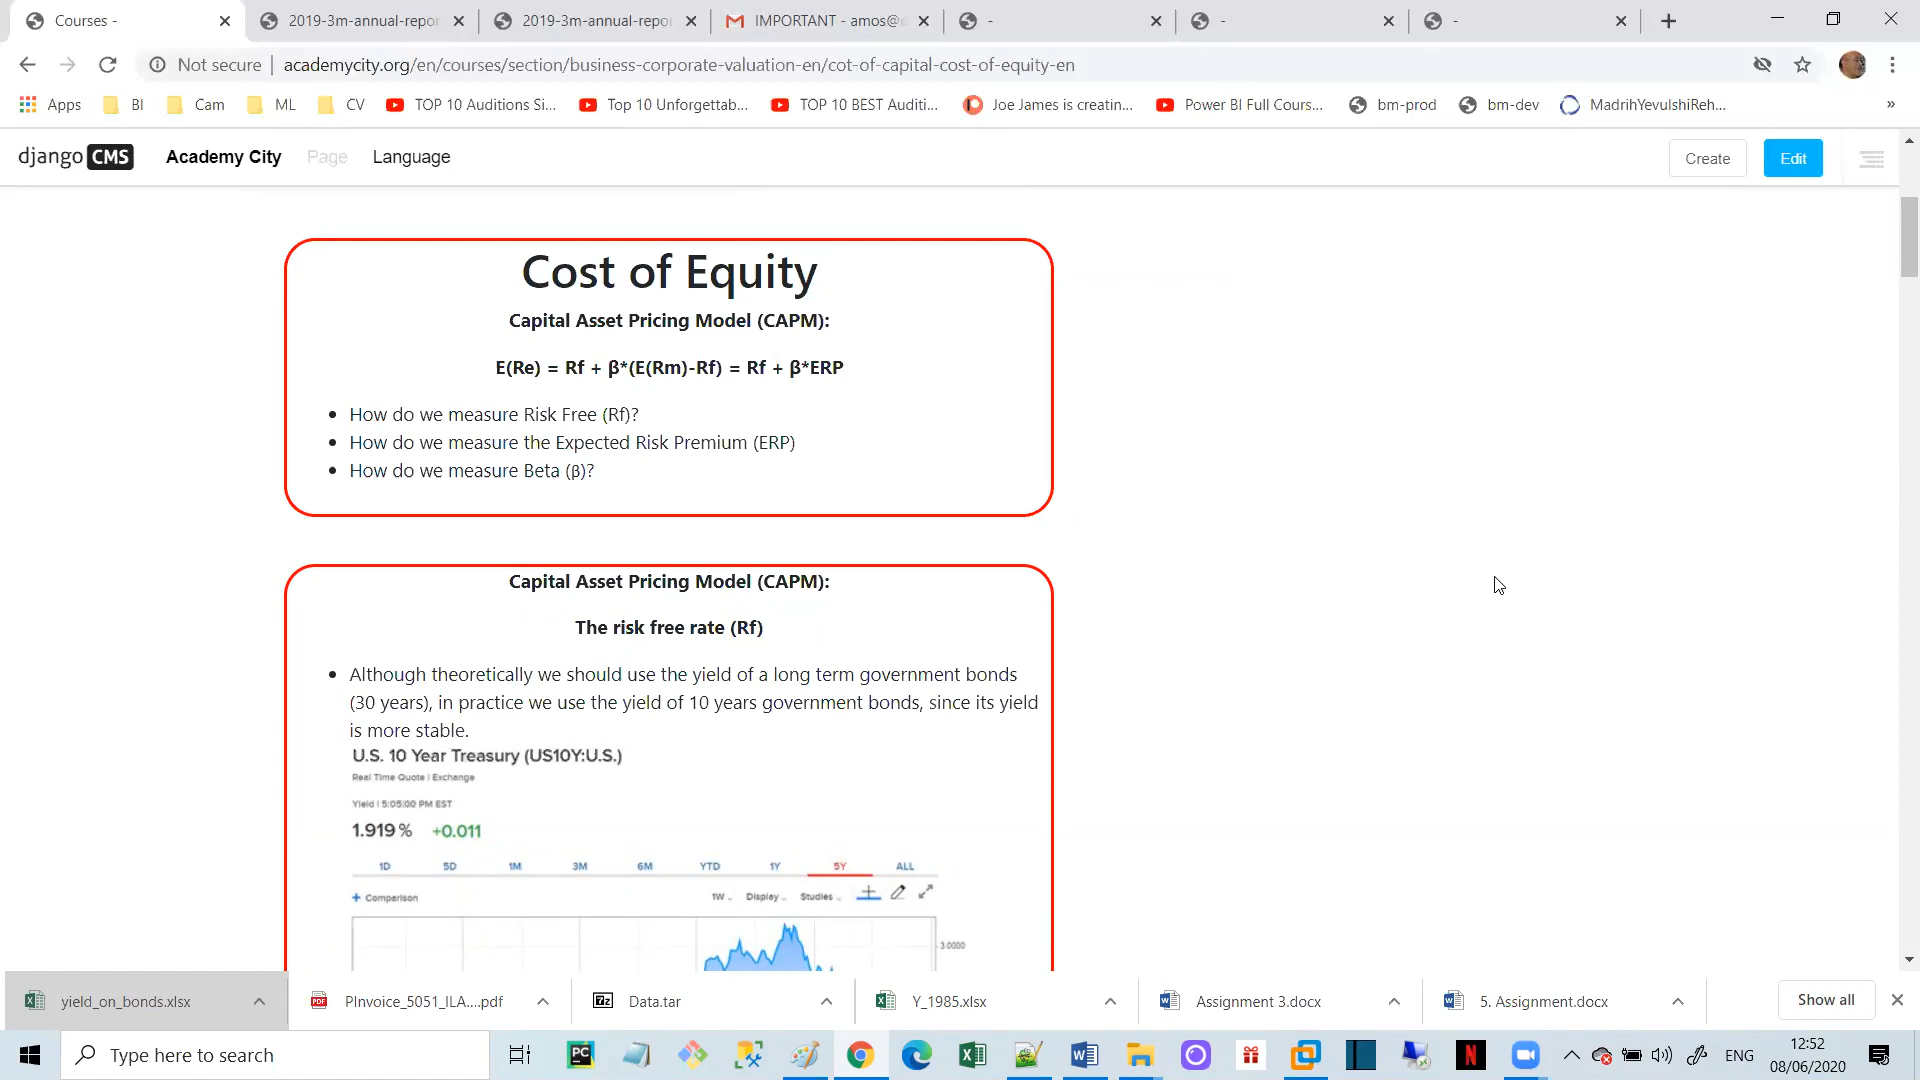 Courses -
2019-3m-annual-repor
2019-3m-annual-repo
IMPORTANT - amos@
-
-
-
Not secure
academycity.org/en/courses/section/business-corporate-valuation-en/cot-of-capital-cost-of-equity-en
Apps
BI
Cam
ML
CV
TOP 10 Auditions Si...
Top 10 Unforgettab...
TOP 10 BEST Auditi...
Joe James is creatin...
Power BI Full Cours...
bm-prod
bm-dev
MadrihYevulshiReh...
»
django CMS
Academy City
Page
Language
Create
Edit
Cost of Equity
Capital Asset Pricing Model (CAPM):
E(Re) = Rf + β*(E(Rm)-Rf) = Rf + β*ERP
How do we measure Risk Free (Rf)?
How do we measure the Expected Risk Premium (ERP)
How do we measure Beta (β)?
Capital Asset Pricing Model (CAPM):
The risk free rate (Rf)
Although theoretically we should use the yield of a long term government bonds
(30 years), in practice we use the yield of 10 years government bonds, since its yield
is more stable.
U.S. 10 Year Treasury (US10Y:U.S.)
Real Time Quote | Exchange
Yield | 5:05:00 PM EST
1.919% +0.011
1D 5D 1M 3M 6M YTD 1Y 5Y ALL
+ Comparison
1W
Display
Studies
3.0000
yield_on_bonds.xlsx
PInvoice_5051_ILA....pdf
Data.tar
Y_1985.xlsx
Assignment 3.docx
5. Assignment.docx
Show all
Type here to search
ENG
12:52
08/06/2020